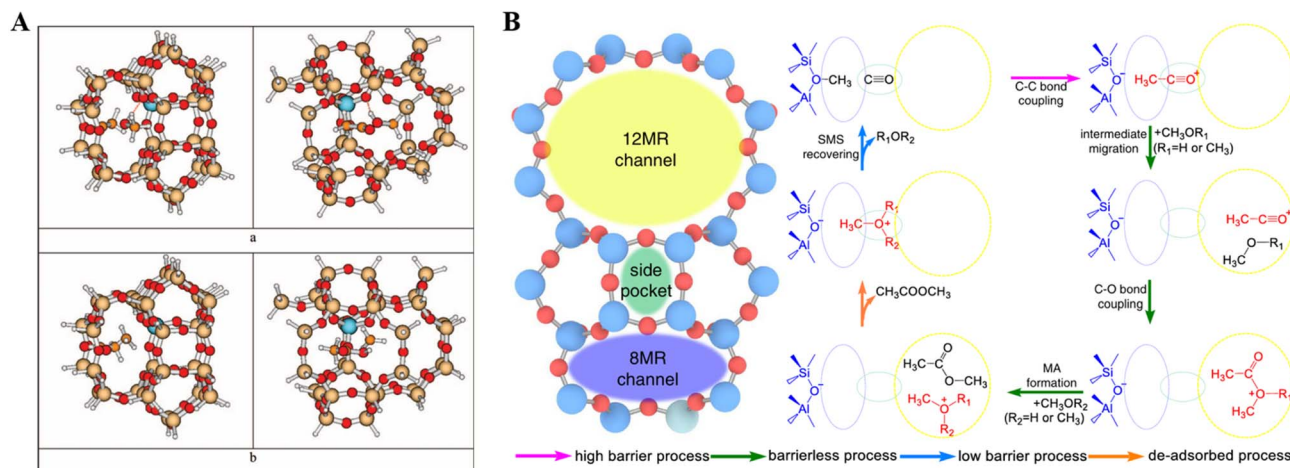 A
a
b
B
12MR
channel
side
pocket
8MR
channel
Si
O
CH₃
Al
C≡O
C-C bond
coupling
Si
O⁻
Al
H₃C—C≡O⁺
SMS
recovering
R₁OR₂
intermediate
migration
+CH₃OR₁
(R₁=H or CH₃)
Si
O⁻
Al
H₃C—O⁺
R₁
R₂
Si
O⁻
Al
H₃C—C≡O⁺
O
R₁
H₃C
CH₃COOCH₃
C-O bond
coupling
Si
O⁻
Al
O
H₃C
O
CH₃
H₃C
O⁺
R₁
R₂
MA
formation
+CH₃OR₂
(R₂=H or CH₃)
Si
O⁻
Al
O
H₃C
O
R₁
+
H₃C
high barrier process
barrierless process
low barrier process
de-adsorbed process